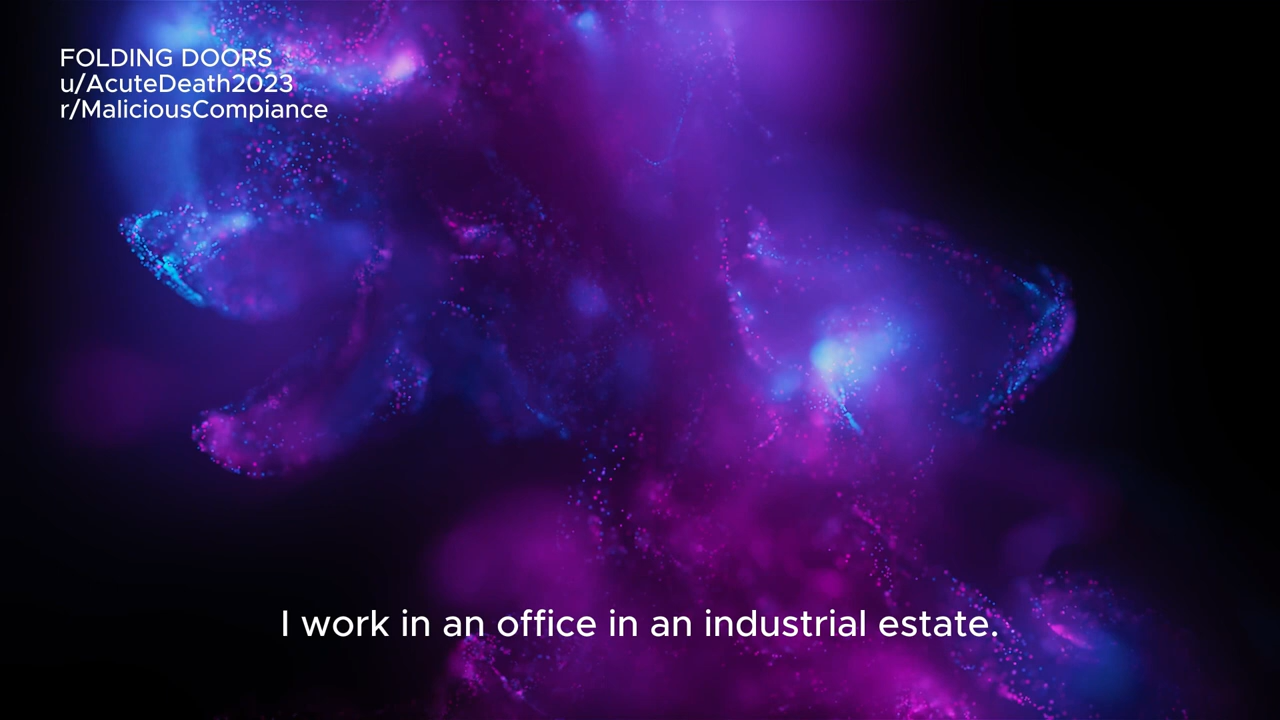 FOLDING DOORS
u/AcuteDeath2023
r/MaliciousCompiance
I work in an office in an industrial estate.